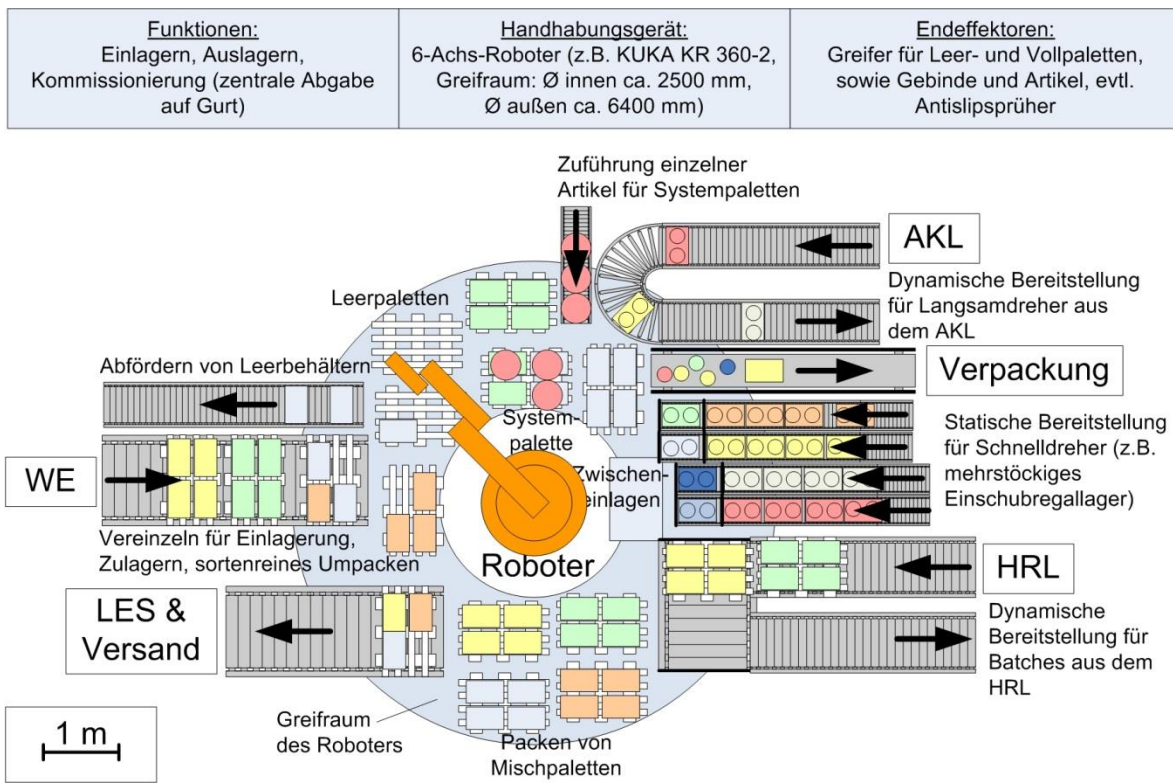 Funktionen:
Einlagern, Auslagern,
Kommissionierung (zentrale Abgabe
auf Gurt)
Handhabungsgerät:
6-Achs-Roboter (z.B. KUKA KR 360-2,
Greifraum: Ø innen ca. 2500 mm,
Ø außen ca. 6400 mm)
Endeffektoren:
Greifer für Leer- und Vollpaletten,
sowie Gebinde und Artikel, evtl.
Antislipsprüher
Zuführung einzelner
Artikel für Systempaletten
AKL
Dynamische Bereitstellung
für Langsamdreher aus
dem AKL
Leerpaletten
Abfördern von Leerbehältern
Verpackung
System-
palette
Statische Bereitstellung
für Schnelldreher (z.B.
mehrstöckiges
Einschubregallager)
WE
Zwischen-
einlagen
Vereinzeln für Einlagerung,
Zulagern, sortenreines Umpacken
Roboter
HRL
LES &
Versand
Dynamische
Bereitstellung für
Batches aus dem
HRL
Greifraum
des Roboters
Packen von
Mischpaletten
1 m